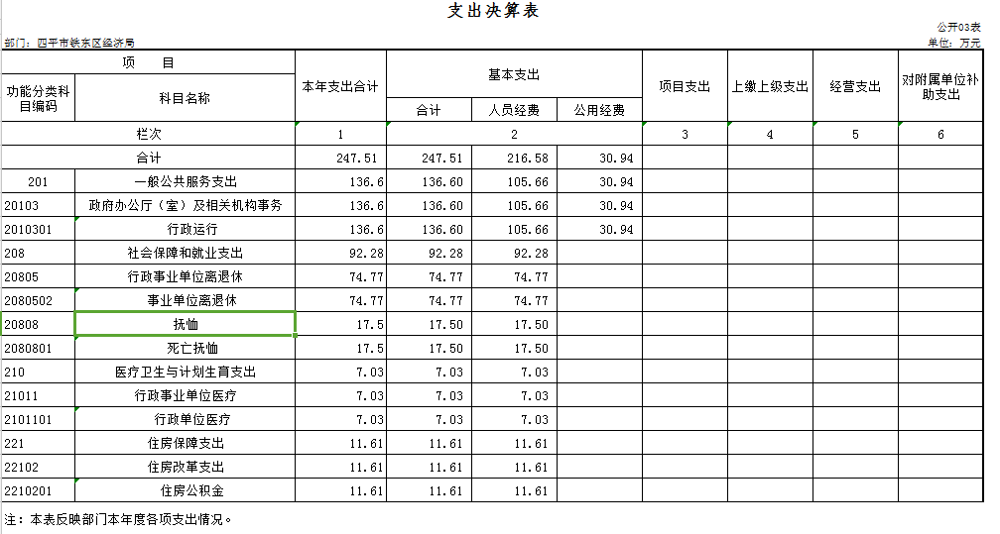 支出决算表
公开03表
部门：四平市铁东区经济局 单位：万元
项 目 本年支出合计 基本支出 项目支出 上缴上级支出 经营支出 对附属单位补助支出
功能分类科目编码 科目名称 合计 人员经费 公用经费
栏次 1 2 3 4 5 6
合计 247.51 247.51 216.58 30.94
201 一般公共服务支出 136.6 136.60 105.66 30.94
20103 政府办公厅（室）及相关机构事务 136.6 136.60 105.66 30.94
2010301 行政运行 136.6 136.60 105.66 30.94
208 社会保障和就业支出 92.28 92.28 92.28
20805 行政事业单位离退休 74.77 74.77 74.77
2080502 事业单位离退休 74.77 74.77 74.77
20808 抚恤 17.5 17.50 17.50
2080801 死亡抚恤 17.5 17.50 17.50
210 医疗卫生与计划生育支出 7.03 7.03 7.03
21011 行政事业单位医疗 7.03 7.03 7.03
2101101 行政单位医疗 7.03 7.03 7.03
221 住房保障支出 11.61 11.61 11.61
22102 住房改革支出 11.61 11.61 11.61
2210201 住房公积金 11.61 11.61 11.61
注：本表反映部门本年度各项支出情况。